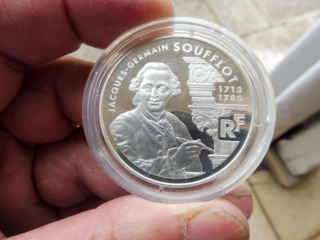 JACQUES-GERMAIN SOUFFLOT
1713
1780
RF